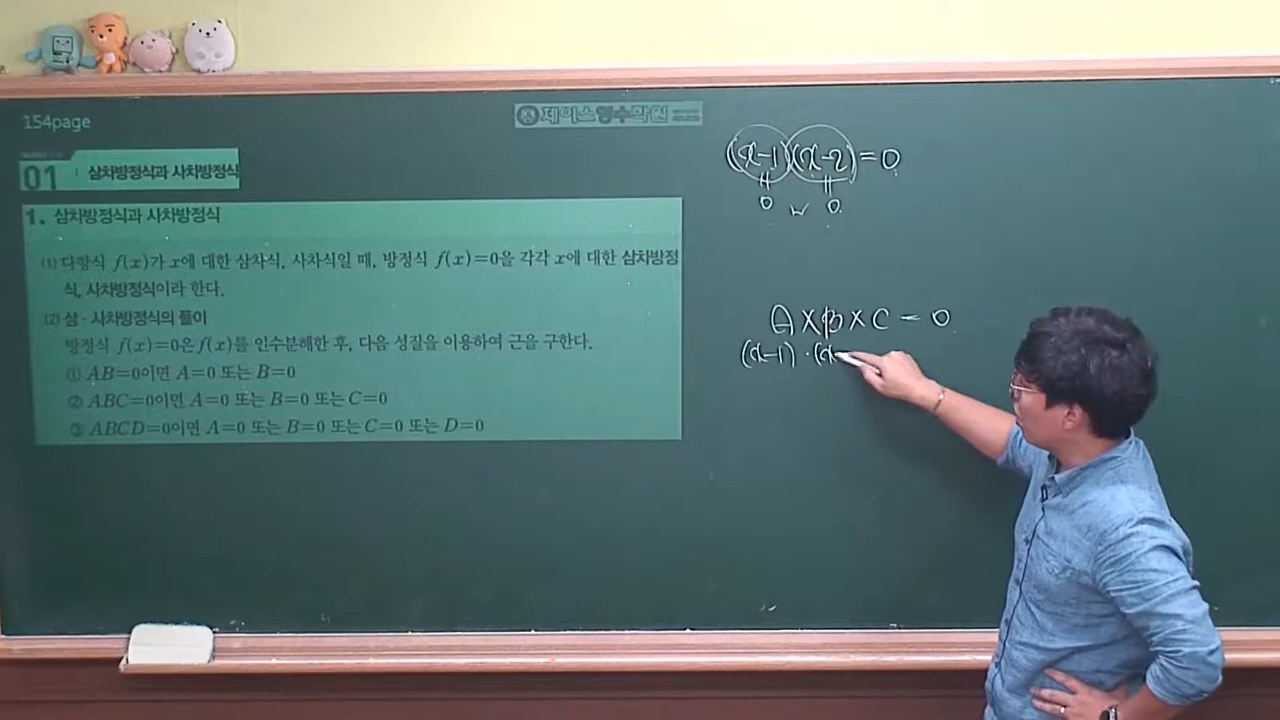 154page
제이스영수학원
01 삼차방정식과 사차방정식
1. 삼차방정식과 사차방정식
(1) 다항식 f(x)가 x에 대한 삼차식, 사차식일 때, 방정식 f(x)=0을 각각 x에 대한 삼차방정
식, 사차방정식이라 한다.
(2) 삼·사차방정식의 풀이
방정식 f(x)=0은 f(x)를 인수분해한 후, 다음 성질을 이용하여 근을 구한다.
① AB=0이면 A=0 또는 B=0
② ABC=0이면 A=0 또는 B=0 또는 C=0
③ ABCD=0이면 A=0 또는 B=0 또는 C=0 또는 D=0
(x-1)(x-2)=0
= =
0 0
A×B×C=0
(x-1)·(x-